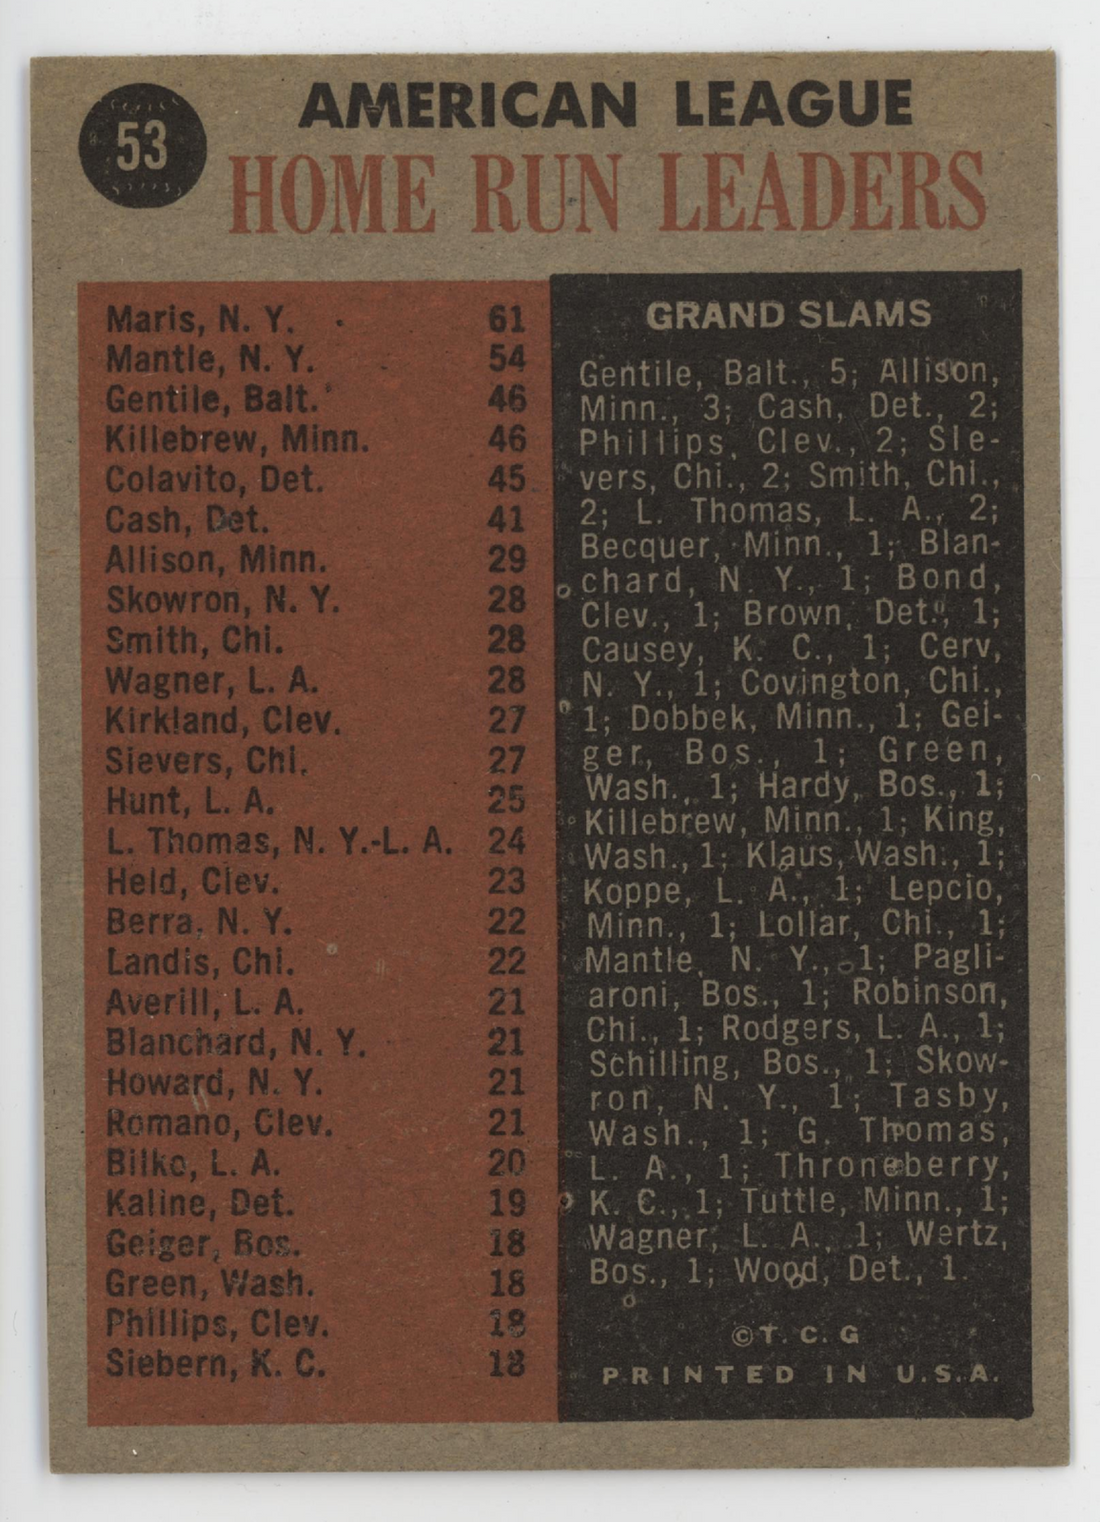 53
AMERICAN LEAGUE
HOME RUN LEADERS
Maris, N. Y. 61
Mantle, N. Y. 54
Gentile, Balt. 46
Killebrew, Minn. 46
Colavito, Det. 45
Cash, Det. 41
Allison, Minn. 29
Skowron, N. Y. 28
Smith, Chi. 28
Wagner, L. A. 28
Kirkland, Clev. 27
Sievers, Chi. 27
Hunt, L. A. 25
L. Thomas, N. Y.-L. A. 24
Held, Clev. 23
Berra, N. Y. 22
Landis, Chi. 22
Averill, L. A. 21
Blanchard, N. Y. 21
Howard, N. Y. 21
Romano, Clev. 21
Bilko, L. A. 20
Kaline, Det. 19
Geiger, Bos. 18
Green, Wash. 18
Phillips, Clev. 18
Siebern, K. C. 18
GRAND SLAMS
Gentile, Balt., 5; Allison,
Minn., 3; Cash, Det., 2;
Phillips, Clev., 2; Sie-
vers, Chi., 2; Smith, Chi.,
2; L. Thomas, L. A., 2;
Becquer, Minn., 1; Blan-
chard, N. Y., 1; Bond,
Clev., 1; Brown, Det., 1;
Causey, K. C., 1; Cerv,
N. Y., 1; Covington, Chi.,
1; Dobbek, Minn., 1; Gei-
ger, Bos., 1; Green,
Wash., 1; Hardy, Bos., 1;
Killebrew, Minn., 1; King,
Wash., 1; Klaus, Wash., 1;
Koppe, L. A., 1; Lepcio,
Minn., 1; Lollar, Chi., 1;
Mantle, N. Y., 1; Pagli-
aroni, Bos., 1; Robinson,
Chi., 1; Rodgers, L. A., 1;
Schilling, Bos., 1; Skow-
ron, N. Y., 1; Tasby,
Wash., 1; G. Thomas,
L. A., 1; Throneberry,
K. C., 1; Tuttle, Minn., 1;
Wagner, L. A., 1; Wertz,
Bos., 1; Wood, Det., 1.
©T. C. G
PRINTED IN U.S.A.